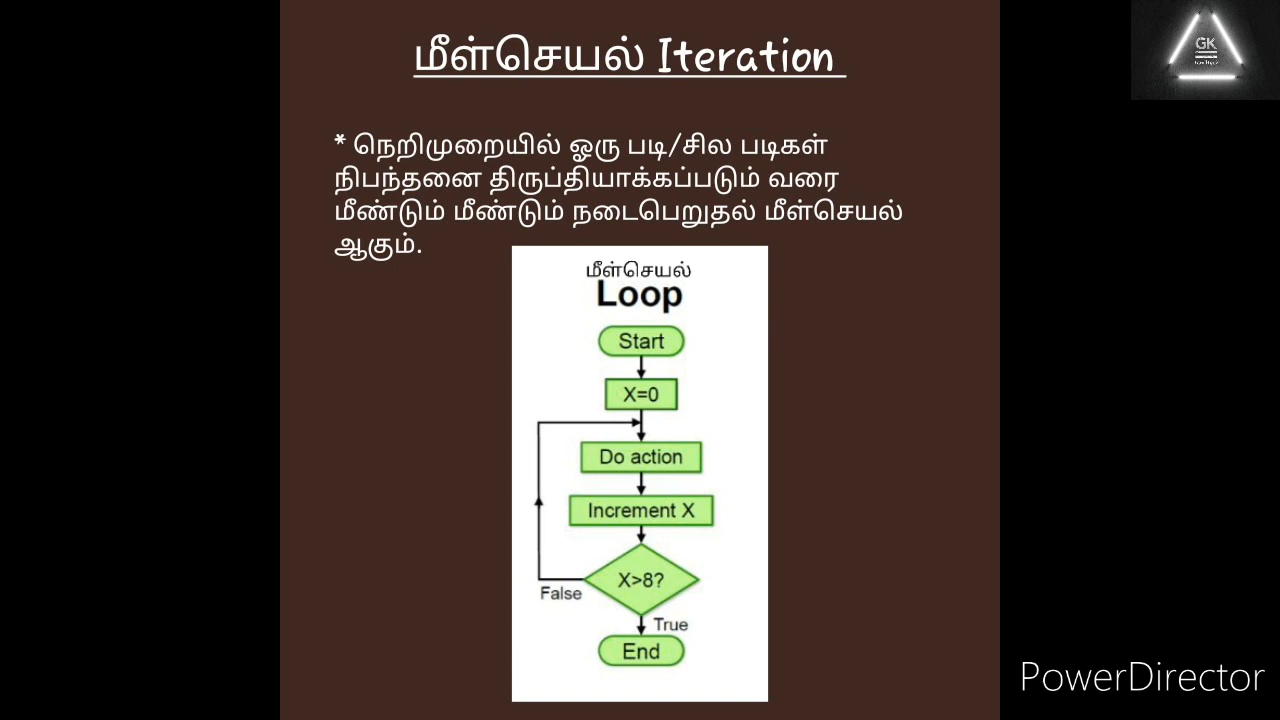 மீள்செயல் Iteration
* நெறிமுறையில் ஒரு படி/சில படிகள்
நிபந்தனை திருப்தியாக்கப்படும் வரை
மீண்டும் மீண்டும் நடைபெறுதல் மீள்செயல்
ஆகும்.
மீள்செயல்
Loop
Start
X=0
Do action
Increment X
X>8?
False
True
End
GK
PowerDirector